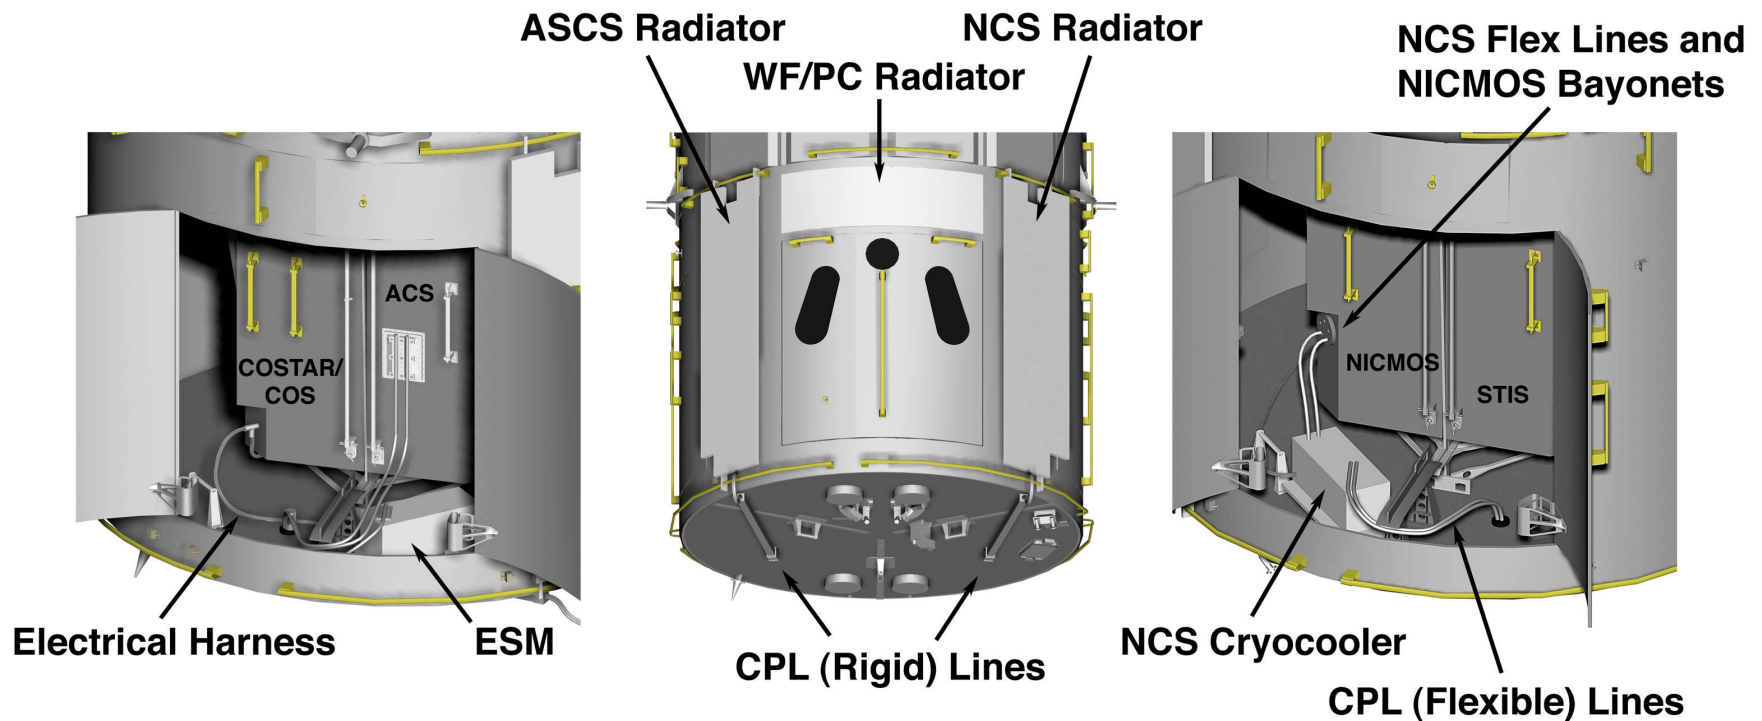 ASCS Radiator
NCS Radiator
WF/PC Radiator
NCS Flex Lines and
NICMOS Bayonets
ACS
COSTAR/
COS
NICMOS
STIS
Electrical Harness
ESM
CPL (Rigid) Lines
NCS Cryocooler
CPL (Flexible) Lines